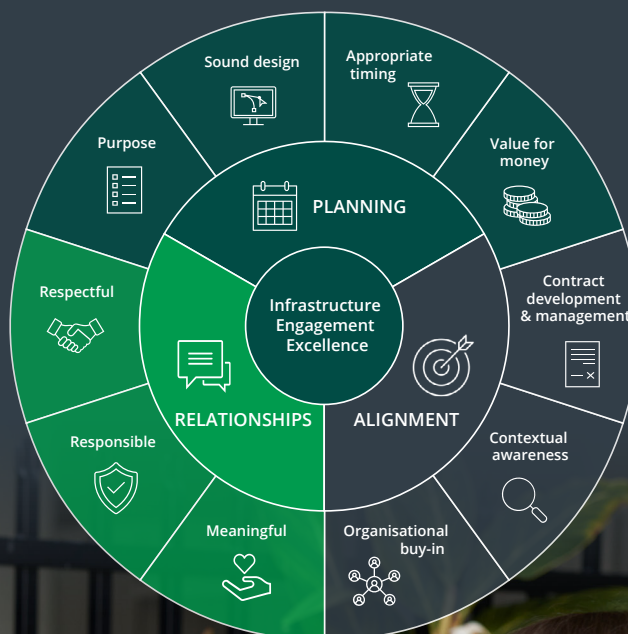 Sound design
Appropriate
timing
Purpose
Value for
money
PLANNING
Respectful
Infrastructure
Engagement
Excellence
Contract
development
& management
RELATIONSHIPS
ALIGNMENT
Responsible
Contextual
awareness
Meaningful
Organisational
buy-in